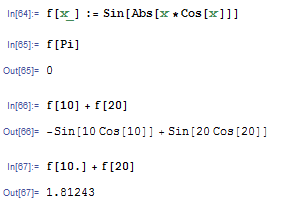 In[64]:= f[x_] := Sin[Abs[x * Cos[x]]]
In[65]:= f[Pi]
Out[65]= 0
In[66]:= f[10] + f[20]
Out[66]= -Sin[10 Cos[10]] + Sin[20 Cos[20]]
In[67]:= f[10.] + f[20]
Out[67]= 1.81243